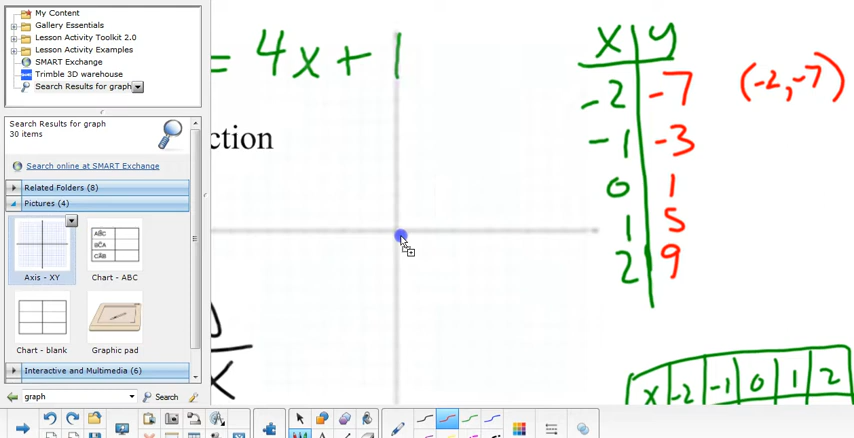 My Content
Gallery Essentials
Lesson Activity Toolkit 2.0
Lesson Activity Examples
SMART Exchange
Trimble 3D warehouse
Search Results for graph
Search Results for graph
30 items
Search online at SMART Exchange
Related Folders (8)
Pictures (4)
Axis - XY
Chart - ABC
Chart - blank
Graphic pad
Interactive and Multimedia (6)
graph
Search
= 4x + 1
ction
x y
-2 -7 (-2, -7)
-1 -3
0 1
1 5
2 9
x -2 -1 0 1 2